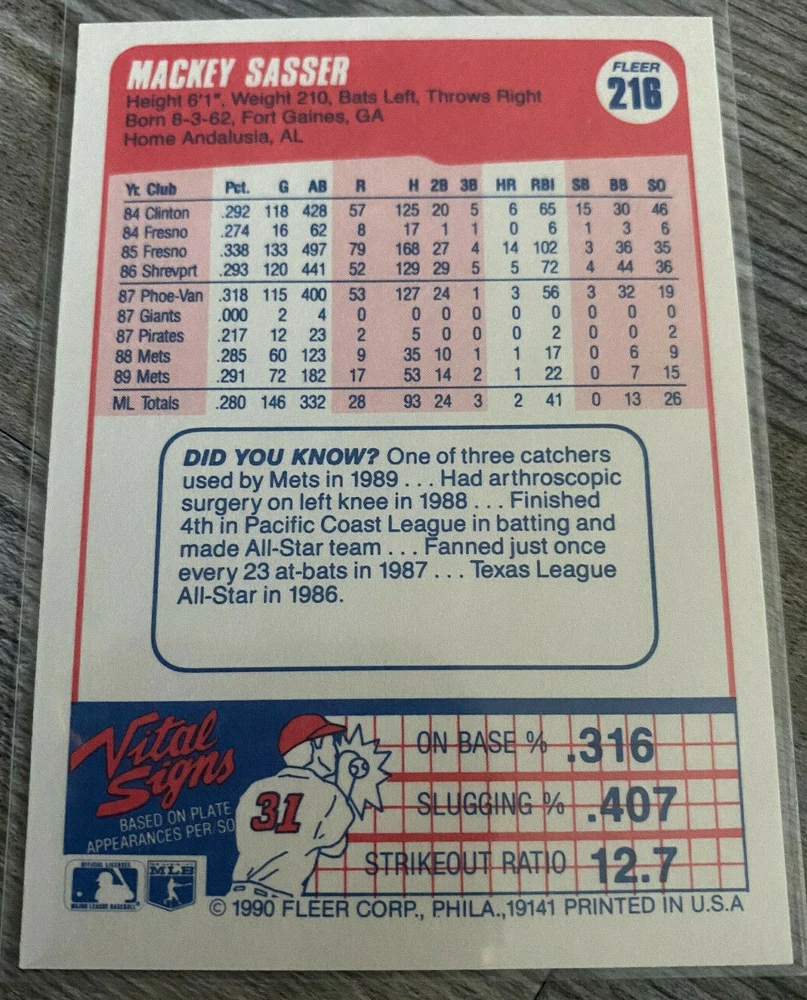 MACKEY SASSER
FLEER
216
Height 6'1", Weight 210, Bats Left, Throws Right
Born 8-3-62, Fort Gaines, GA
Home Andalusia, AL
Yr. Club Pct. G AB R H 2B 3B HR RBI SB BB SO
84 Clinton .292 118 428 57 125 20 5 6 65 15 30 46
84 Fresno .274 16 62 8 17 1 1 0 6 1 3 6
85 Fresno .338 133 497 79 168 27 4 14 102 3 36 35
86 Shrevprt .293 120 441 52 129 29 5 5 72 4 44 36
87 Phoe-Van .318 115 400 53 127 24 1 3 56 3 32 19
87 Giants .000 2 4 0 0 0 0 0 0 0 0 0
87 Pirates .217 12 23 2 5 0 0 0 2 0 0 2
88 Mets .285 60 123 9 35 10 1 1 17 0 6 9
89 Mets .291 72 182 17 53 14 2 1 22 0 7 15
ML Totals .280 146 332 28 93 24 3 2 41 0 13 26
DID YOU KNOW? One of three catchers
used by Mets in 1989 . . . Had arthroscopic
surgery on left knee in 1988 . . . Finished
4th in Pacific Coast League in batting and
made All-Star team . . . Fanned just once
every 23 at-bats in 1987 . . . Texas League
All-Star in 1986.
Vital
Signs
BASED ON PLATE
APPEARANCES PER/SO
31
ON BASE % .316
SLUGGING % .407
STRIKEOUT RATIO 12.7
OFFICIAL LICENSEE
MAJOR LEAGUE BASEBALL
MLB
© 1990 FLEER CORP., PHILA.,19141 PRINTED IN U.S.A